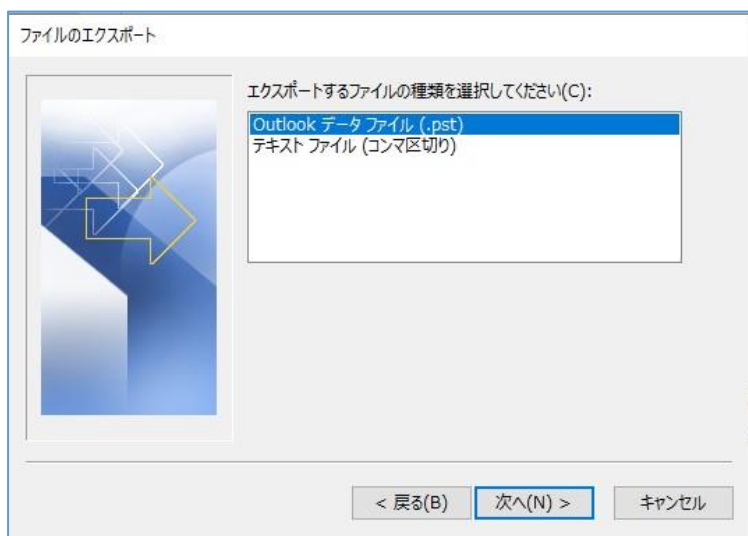 ファイルのエクスポート
エクスポートするファイルの種類を選択してください(C):
Outlook データ ファイル (.pst)
テキスト ファイル (コンマ区切り)
< 戻る(B)
次へ(N) >
キャンセル